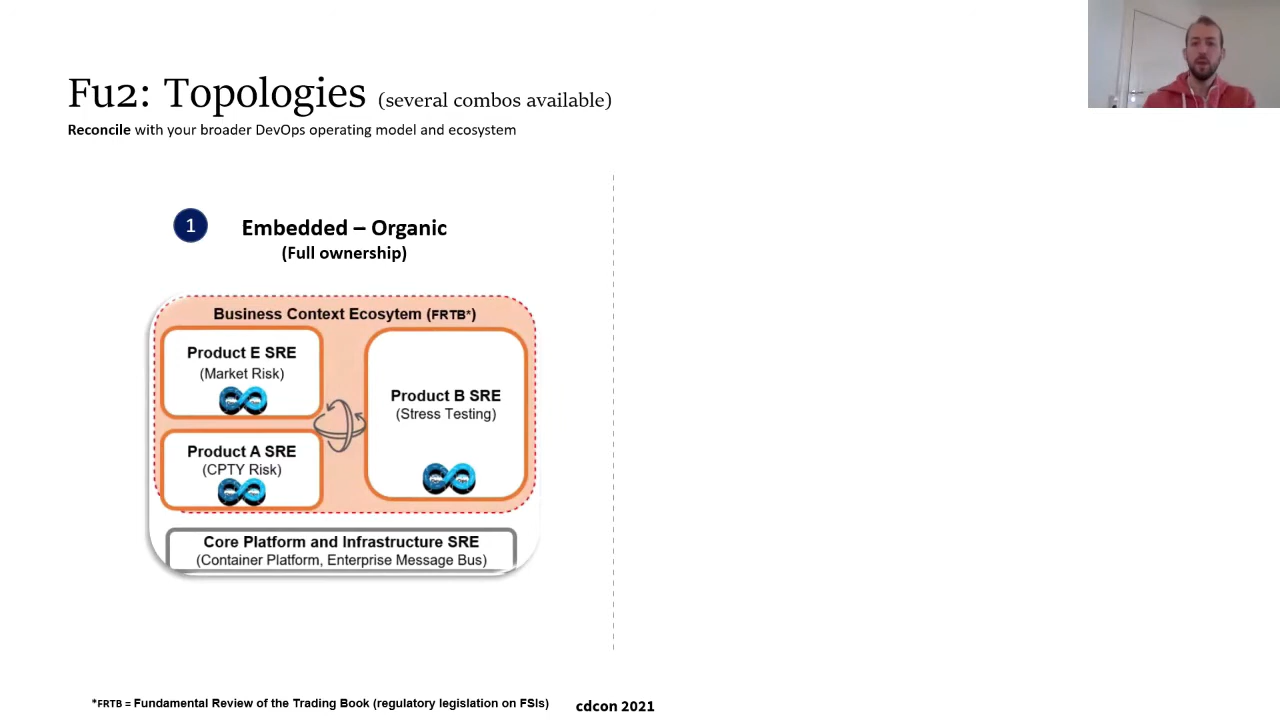 Fu2: Topologies (several combos available)
Reconcile with your broader DevOps operating model and ecosystem
1
Embedded – Organic
(Full ownership)
Business Context Ecosytem (FRTB*)
Product E SRE
(Market Risk)
Product B SRE
(Stress Testing)
Product A SRE
(CPTY Risk)
Core Platform and Infrastructure SRE
(Container Platform, Enterprise Message Bus)
*FRTB = Fundamental Review of the Trading Book (regulatory legislation on FSIs)
cdcon 2021